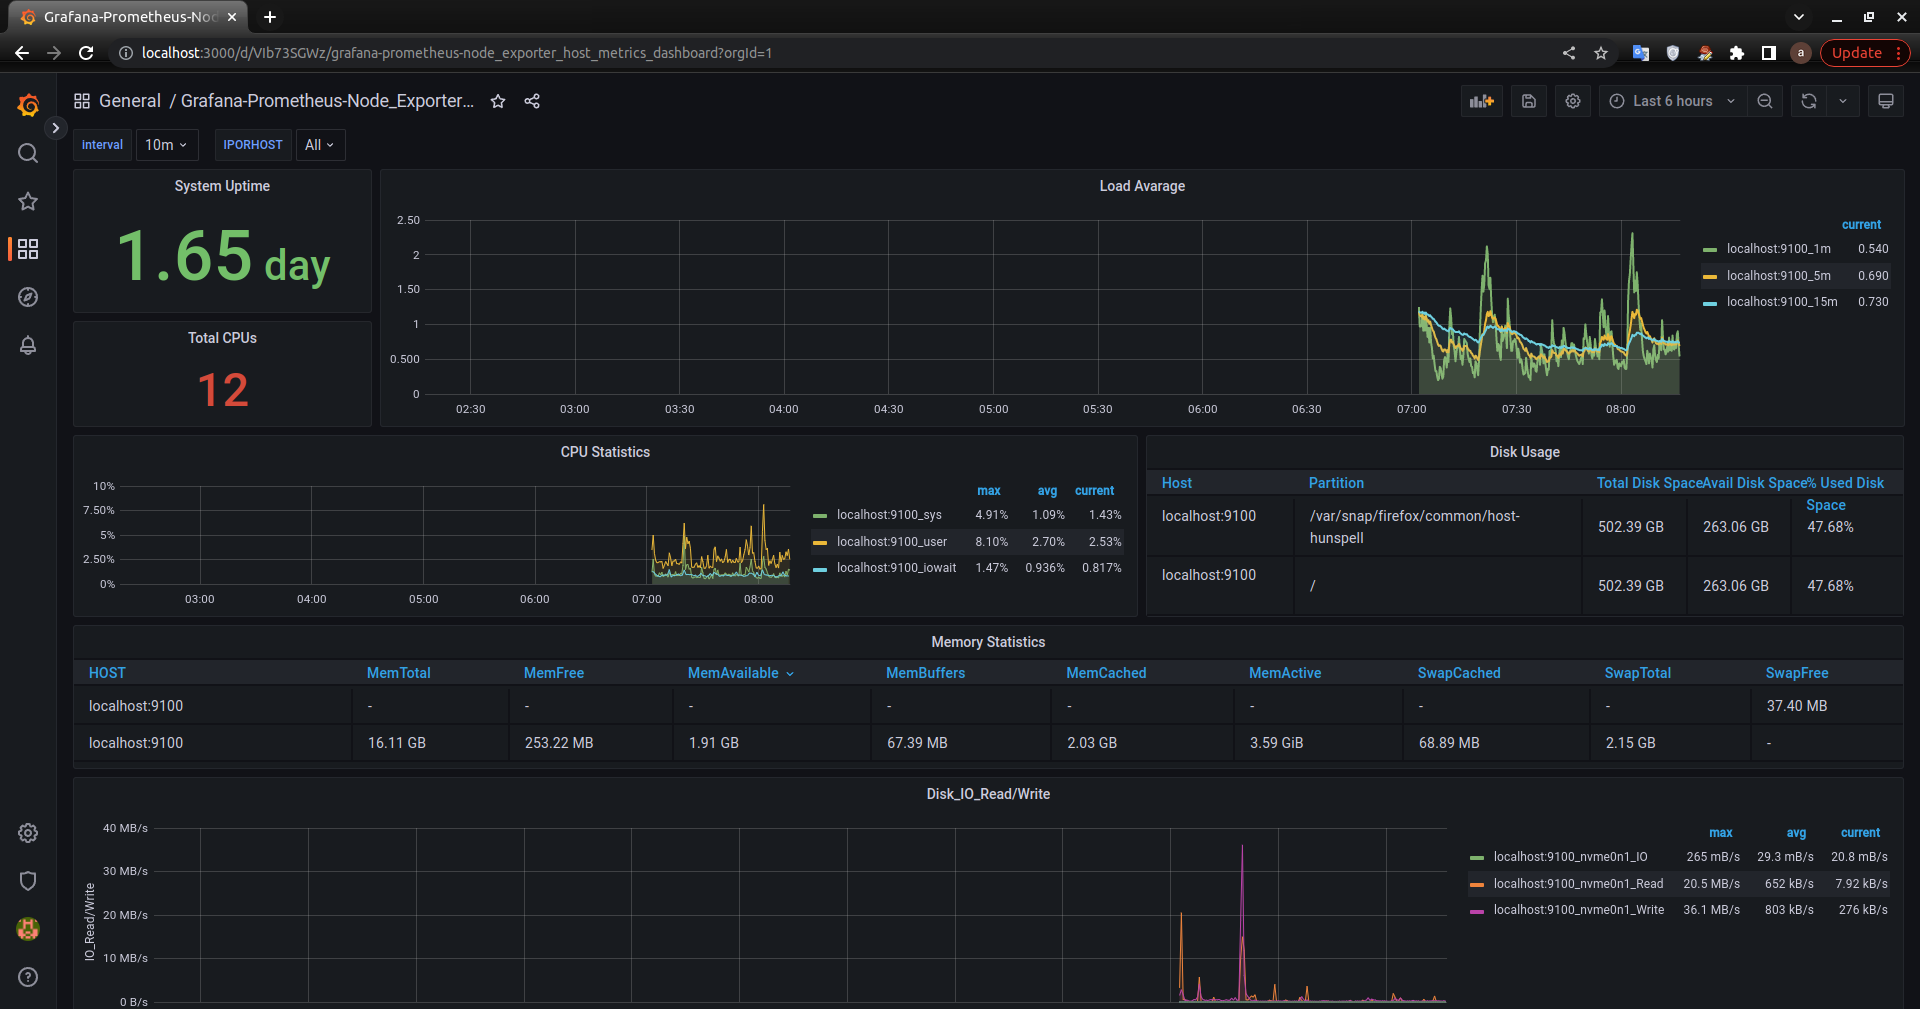 Grafana-Prometheus-Nod
localhost:3000/d/VIb73SGWz/grafana-prometheus-node_exporter_host_metrics_dashboard?orgId=1
a
Update
General / Grafana-Prometheus-Node_Exporter...
Last 6 hours
interval 10m IPORHOST All
System Uptime
1.65 day
Total CPUs
12
Load Avarage
2.50
2
1.50
1
0.500
0
02:30 03:00 03:30 04:00 04:30 05:00 05:30 06:00 06:30 07:00 07:30 08:00
current
localhost:9100_1m 0.540
localhost:9100_5m 0.690
localhost:9100_15m 0.730
CPU Statistics
10%
7.50%
5%
2.50%
0%
03:00 04:00 05:00 06:00 07:00 08:00
max avg current
localhost:9100_sys 4.91% 1.09% 1.43%
localhost:9100_user 8.10% 2.70% 2.53%
localhost:9100_iowait 1.47% 0.936% 0.817%
Disk Usage
Host Partition Total Disk Space Avail Disk Space % Used Disk
Space
localhost:9100 /var/snap/firefox/common/host-
hunspell 502.39 GB 263.06 GB 47.68%
localhost:9100 / 502.39 GB 263.06 GB 47.68%
Memory Statistics
HOST MemTotal MemFree MemAvailable MemBuffers MemCached MemActive SwapCached SwapTotal SwapFree
localhost:9100 - - - - - - - - 37.40 MB
localhost:9100 16.11 GB 253.22 MB 1.91 GB 67.39 MB 2.03 GB 3.59 GiB 68.89 MB 2.15 GB -
Disk_IO_Read/Write
IO_Read/Write
40 MB/s
30 MB/s
20 MB/s
10 MB/s
0 B/s
max avg current
localhost:9100_nvme0n1_IO 265 mB/s 29.3 mB/s 20.8 mB/s
localhost:9100_nvme0n1_Read 20.5 MB/s 652 kB/s 7.92 kB/s
localhost:9100_nvme0n1_Write 36.1 MB/s 803 kB/s 276 kB/s